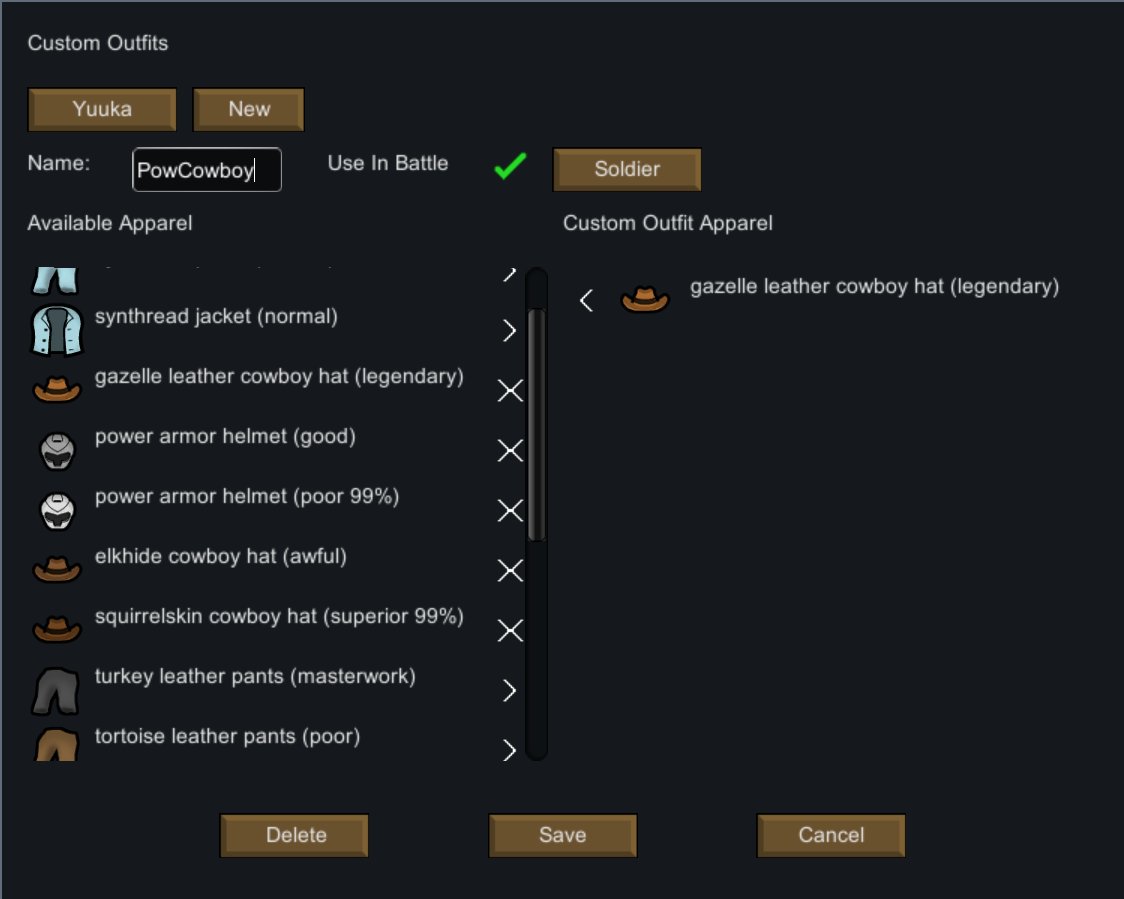 Custom Outfits
Yuuka New
Name: PowCowboy Use In Battle Soldier
Available Apparel Custom Outfit Apparel
gazelle leather cowboy hat (legendary)
synthread jacket (normal)
gazelle leather cowboy hat (legendary)
power armor helmet (good)
power armor helmet (poor 99%)
elkhide cowboy hat (awful)
squirrelskin cowboy hat (superior 99%)
turkey leather pants (masterwork)
tortoise leather pants (poor)
Delete Save Cancel